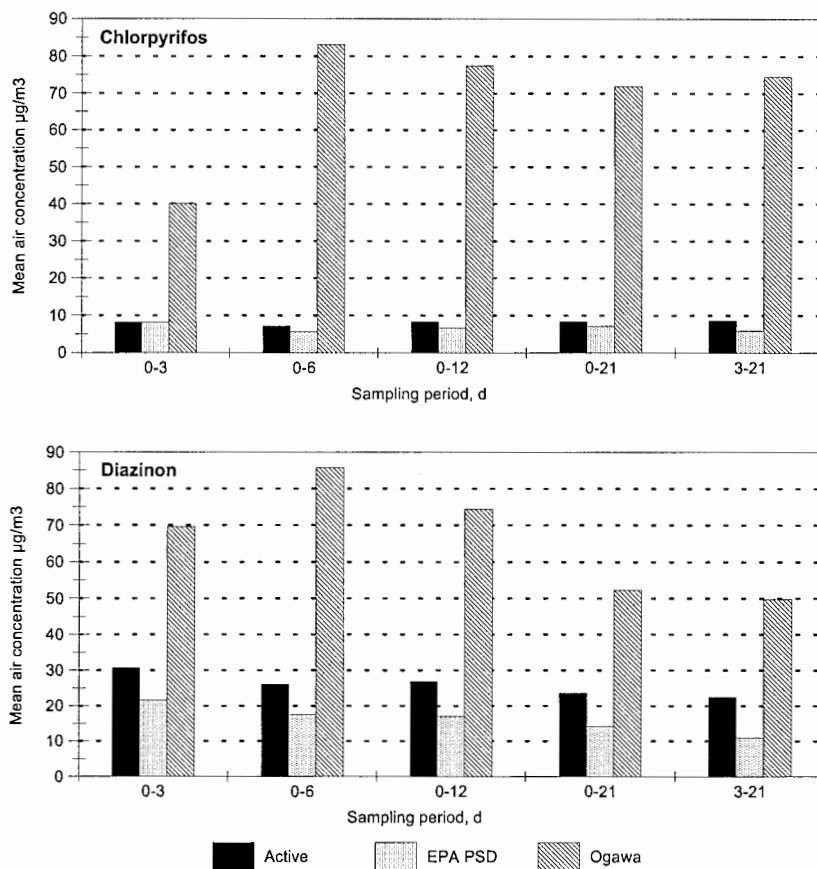 Chlorpyrifos
Mean air concentration µg/m3
90
80
70
60
50
40
30
20
10
0
0-3 0-6 0-12 0-21 3-21
Sampling period, d
Diazinon
Mean air concentration µg/m3
90
80
70
60
50
40
30
20
10
0
0-3 0-6 0-12 0-21 3-21
Sampling period, d
Active EPA PSD Ogawa